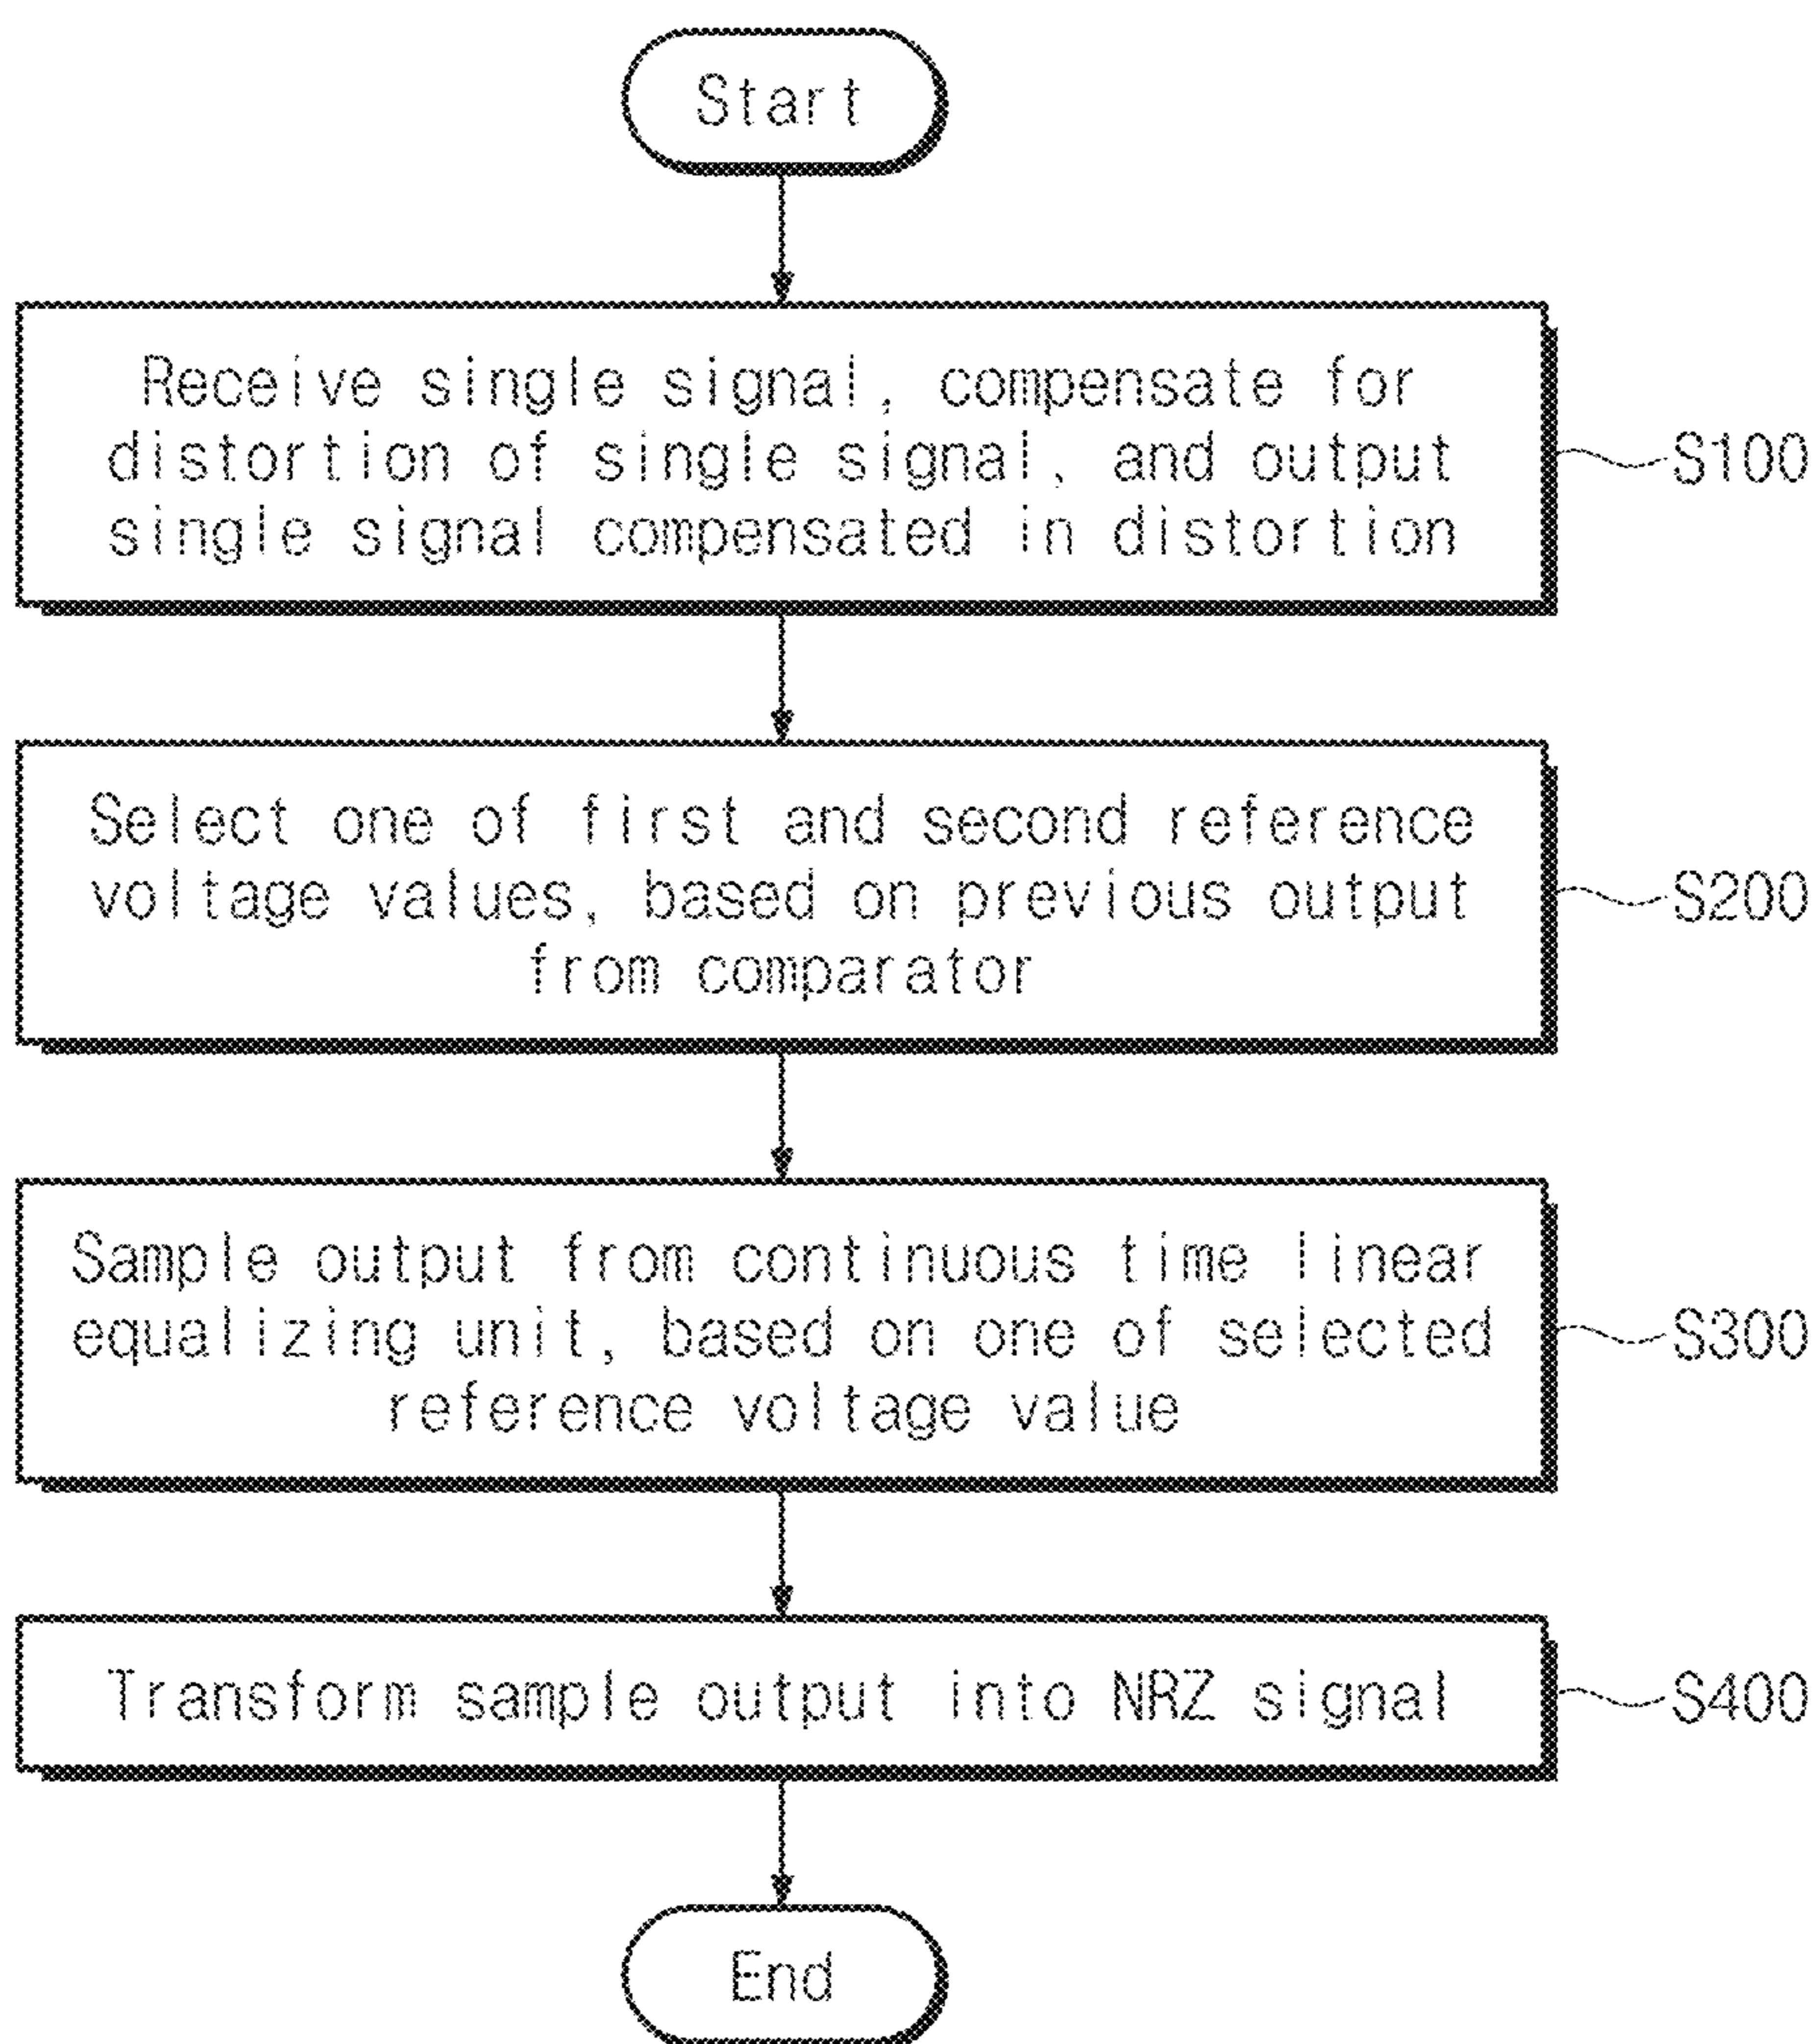 Start
Receive single signal, compensate for
distortion of single signal, and output
single signal compensated in distortion
S100
Select one of first and second reference
voltage values, based on previous output
from comparator
S200
Sample output from continuous time linear
equalizing unit, based on one of selected
reference voltage value
S300
Transform sample output into NRZ signal
S400
End